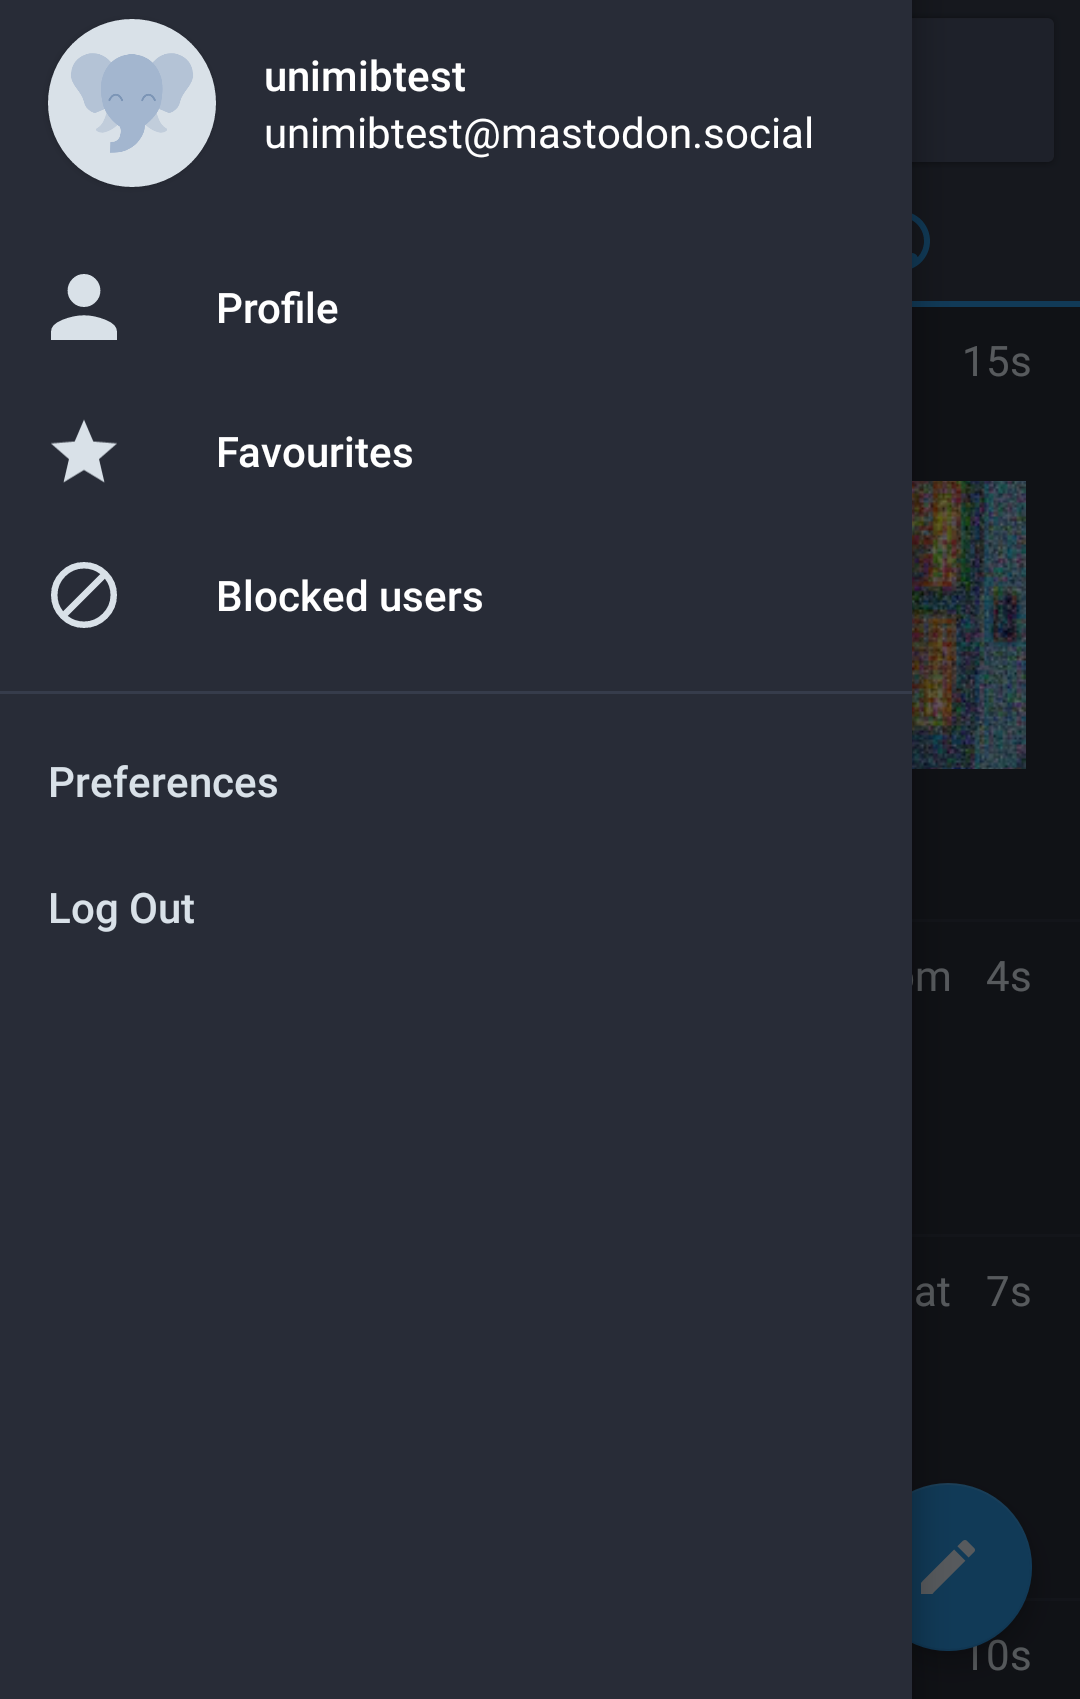 unimibtest
unimibtest@mastodon.social
Profile
Favourites
Blocked users
Preferences
Log Out
15s
4s
at 7s
10s